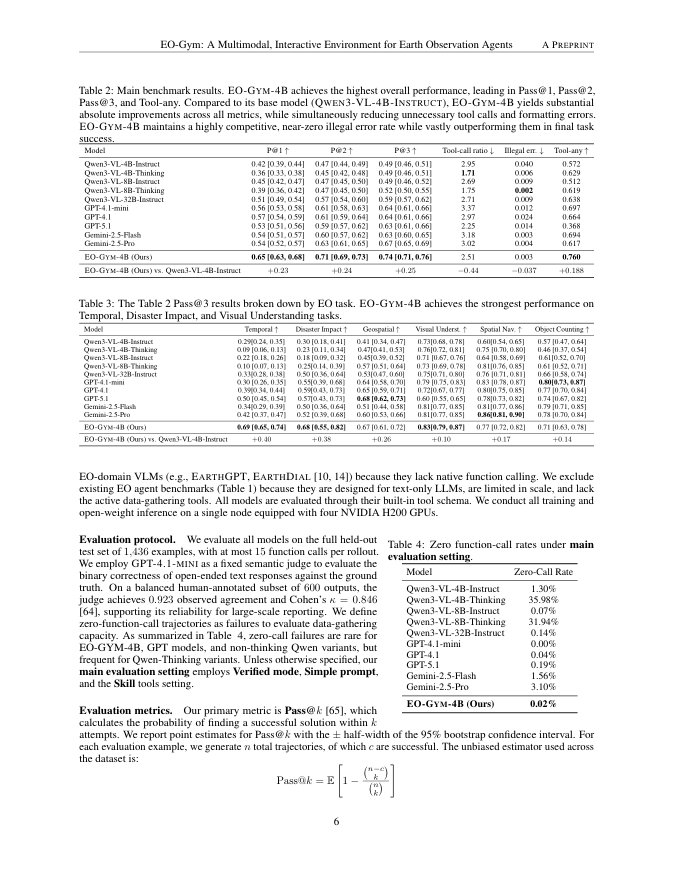 EO-Gym: A Multimodal, Interactive Environment for Earth Observation Agents A PREPRINT
Table 2: Main benchmark results. EO-GYM-4B achieves the highest overall performance, leading in Pass@1, Pass@2,
Pass@3, and Tool-any. Compared to its base model (QWEN3-VL-4B-INSTRUCT), EO-GYM-4B yields substantial
absolute improvements across all metrics, while simultaneously reducing unnecessary tool calls and formatting errors.
EO-GYM-4B maintains a highly competitive, near-zero illegal error rate while vastly outperforming them in final task
success.
Model P@1 ↑ P@2 ↑ P@3 ↑ Tool-call ratio ↓ Illegal err. ↓ Tool-any ↑
Qwen3-VL-4B-Instruct 0.42 [0.39, 0.44] 0.47 [0.44, 0.49] 0.49 [0.46, 0.51] 2.95 0.040 0.572
Qwen3-VL-4B-Thinking 0.36 [0.33, 0.38] 0.45 [0.42, 0.48] 0.49 [0.46, 0.51] 1.71 0.006 0.629
Qwen3-VL-8B-Instruct 0.45 [0.42, 0.47] 0.47 [0.45, 0.50] 0.49 [0.46, 0.52] 2.69 0.009 0.512
Qwen3-VL-8B-Thinking 0.39 [0.36, 0.42] 0.47 [0.45, 0.50] 0.52 [0.50, 0.55] 1.75 0.002 0.619
Qwen3-VL-32B-Instruct 0.51 [0.49, 0.54] 0.57 [0.54, 0.60] 0.59 [0.57, 0.62] 2.71 0.009 0.638
GPT-4.1-mini 0.56 [0.53, 0.58] 0.61 [0.58, 0.63] 0.64 [0.61, 0.66] 3.37 0.012 0.697
GPT-4.1 0.57 [0.54, 0.59] 0.61 [0.59, 0.64] 0.64 [0.61, 0.66] 2.97 0.024 0.664
GPT-5.1 0.53 [0.51, 0.56] 0.59 [0.57, 0.62] 0.63 [0.61, 0.66] 2.25 0.014 0.368
Gemini-2.5-Flash 0.54 [0.51, 0.57] 0.60 [0.57, 0.62] 0.63 [0.60, 0.65] 3.18 0.003 0.694
Gemini-2.5-Pro 0.54 [0.52, 0.57] 0.63 [0.61, 0.65] 0.67 [0.65, 0.69] 3.02 0.004 0.617
EO-GYM-4B (Ours) 0.65 [0.63, 0.68] 0.71 [0.69, 0.73] 0.74 [0.71, 0.76] 2.51 0.003 0.760
EO-GYM-4B (Ours) vs. Qwen3-VL-4B-Instruct +0.23 +0.24 +0.25 −0.44 −0.037 +0.188
Table 3: The Table 2 Pass@3 results broken down by EO task. EO-GYM-4B achieves the strongest performance on
Temporal, Disaster Impact, and Visual Understanding tasks.
Model Temporal ↑ Disaster Impact ↑ Geospatial ↑ Visual Underst. ↑ Spatial Nav. ↑ Object Counting ↑
Qwen3-VL-4B-Instruct 0.29[0.24, 0.35] 0.30 [0.18, 0.41] 0.41 [0.34, 0.47] 0.73[0.68, 0.78] 0.60[0.54, 0.65] 0.57 [0.47, 0.64]
Qwen3-VL-4B-Thinking 0.09 [0.06, 0.13] 0.23 [0.11, 0.34] 0.47[0.41, 0.53] 0.76[0.72, 0.81] 0.75 [0.70, 0.80] 0.46 [0.37, 0.54]
Qwen3-VL-8B-Instruct 0.22 [0.18, 0.26] 0.18 [0.09, 0.32] 0.45[0.39, 0.52] 0.71 [0.67, 0.76] 0.64 [0.58, 0.69] 0.61[0.52, 0.70]
Qwen3-VL-8B-Thinking 0.10 [0.07, 0.13] 0.25[0.14, 0.39] 0.57 [0.51, 0.64] 0.73 [0.69, 0.78] 0.81[0.76, 0.85] 0.61 [0.52, 0.71]
Qwen3-VL-32B-Instruct 0.33[0.28, 0.38] 0.50 [0.36, 0.64] 0.53[0.47, 0.60] 0.75[0.71, 0.80] 0.76 [0.71, 0.81] 0.66 [0.58, 0.74]
GPT-4.1-mini 0.30 [0.26, 0.35] 0.55[0.39, 0.68] 0.64 [0.58, 0.70] 0.79 [0.75, 0.83] 0.83 [0.78, 0.87] 0.80[0.73, 0.87]
GPT-4.1 0.39[0.34, 0.44] 0.59[0.43, 0.73] 0.65 [0.59, 0.71] 0.72[0.67, 0.77] 0.80[0.75, 0.85] 0.77 [0.70, 0.84]
GPT-5.1 0.50 [0.45, 0.54] 0.57[0.43, 0.73] 0.68 [0.62, 0.73] 0.60 [0.55, 0.65] 0.78[0.73, 0.82] 0.74 [0.67, 0.82]
Gemini-2.5-Flash 0.34[0.29, 0.39] 0.50 [0.36, 0.64] 0.51 [0.44, 0.58] 0.81[0.77, 0.85] 0.81[0.77, 0.86] 0.79 [0.71, 0.85]
Gemini-2.5-Pro 0.42 [0.37, 0.47] 0.52 [0.39, 0.68] 0.60 [0.53, 0.66] 0.81[0.77, 0.85] 0.86[0.81, 0.90] 0.78 [0.70, 0.84]
EO-GYM-4B (Ours) 0.69 [0.65, 0.74] 0.68 [0.55, 0.82] 0.67 [0.61, 0.72] 0.83[0.79, 0.87] 0.77 [0.72, 0.82] 0.71 [0.63, 0.78]
EO-GYM-4B (Ours) vs. Qwen3-VL-4B-Instruct +0.40 +0.38 +0.26 +0.10 +0.17 +0.14
EO-domain VLMs (e.g., EARTHGPT, EARTHDIAL [10, 14]) because they lack native function calling. We exclude
existing EO agent benchmarks (Table 1) because they are designed for text-only LLMs, are limited in scale, and lack
the active data-gathering tools. All models are evaluated through their built-in tool schema. We conduct all training and
open-weight inference on a single node equipped with four NVIDIA H200 GPUs.
Evaluation protocol. We evaluate all models on the full held-out
test set of 1,436 examples, with at most 15 function calls per rollout.
We employ GPT-4.1-MINI as a fixed semantic judge to evaluate the
binary correctness of open-ended text responses against the ground
truth. On a balanced human-annotated subset of 600 outputs, the
judge achieves 0.923 observed agreement and Cohen's κ = 0.846
[64], supporting its reliability for large-scale reporting. We define
zero-function-call trajectories as failures to evaluate data-gathering
capacity. As summarized in Table 4, zero-call failures are rare for
EO-GYM-4B, GPT models, and non-thinking Qwen variants, but
frequent for Qwen-Thinking variants. Unless otherwise specified, our
main evaluation setting employs Verified mode, Simple prompt,
and the Skill tools setting.
Table 4: Zero function-call rates under main
evaluation setting.
Model Zero-Call Rate
Qwen3-VL-4B-Instruct 1.30%
Qwen3-VL-4B-Thinking 35.98%
Qwen3-VL-8B-Instruct 0.07%
Qwen3-VL-8B-Thinking 31.94%
Qwen3-VL-32B-Instruct 0.14%
GPT-4.1-mini 0.00%
GPT-4.1 0.04%
GPT-5.1 0.19%
Gemini-2.5-Flash 1.56%
Gemini-2.5-Pro 3.10%
EO-GYM-4B (Ours) 0.02%
Evaluation metrics. Our primary metric is Pass@k [65], which
calculates the probability of finding a successful solution within k
attempts. We report point estimates for Pass@k with the ± half-width of the 95% bootstrap confidence interval. For
each evaluation example, we generate n total trajectories, of which c are successful. The unbiased estimator used across
the dataset is:
Pass@k = 𝔼 [1 − (n−c k) / (n k)]
6